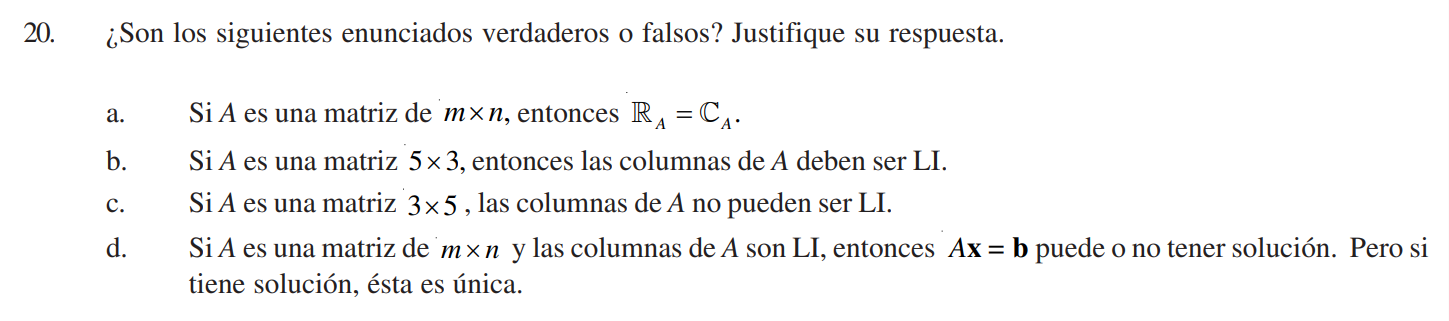 20. ¿Son los siguientes enunciados verdaderos o falsos? Justifique su respuesta.
a. Si A es una matriz de m×n, entonces ℝ_A = ℂ_A.
b. Si A es una matriz 5×3, entonces las columnas de A deben ser LI.
c. Si A es una matriz 3×5 , las columnas de A no pueden ser LI.
d. Si A es una matriz de m×n y las columnas de A son LI, entonces Ax = b puede o no tener solución. Pero si
tiene solución, ésta es única.